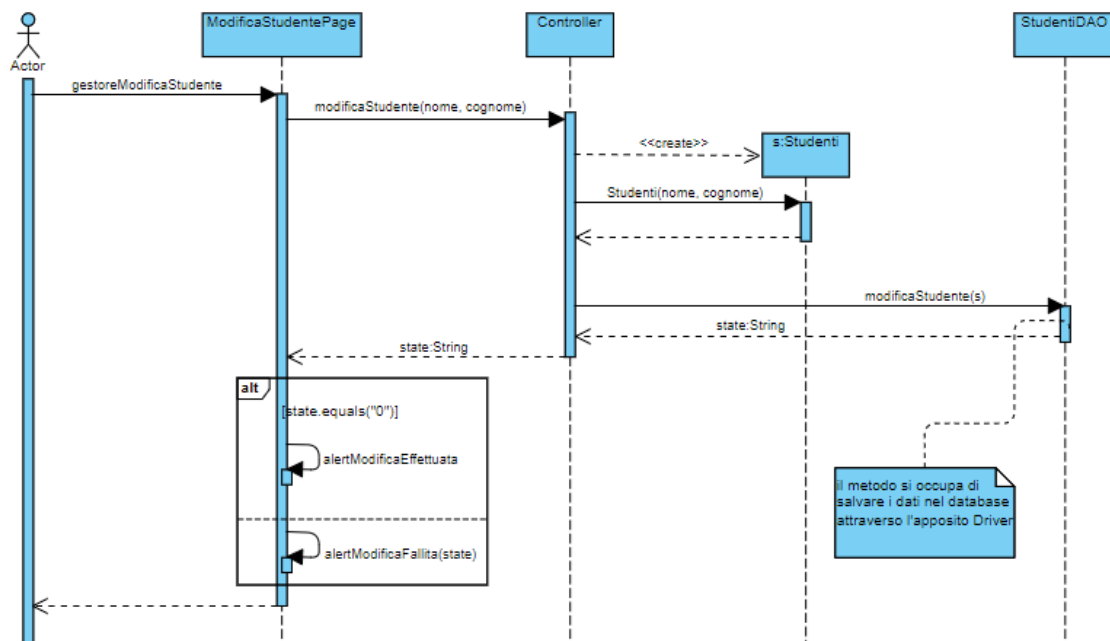 ModificaStudentePage
Controller
StudentiDAO
Actor
gestoreModificaStudente
modificaStudente(nome, cognome)
<<create>>
s:Studenti
Studenti(nome, cognome)
modificaStudente(s)
state:String
state:String
alt
[state.equals("0")]
alertModificaEffettuata
il metodo si occupa di
salvare i dati nel database
attraverso l'apposito Driver
alertModificaFallita(state)